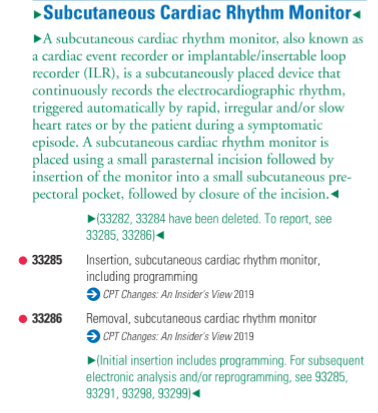 ▶Subcutaneous Cardiac Rhythm Monitor◀
▶A subcutaneous cardiac rhythm monitor, also known as
a cardiac event recorder or implantable/insertable loop
recorder (ILR), is a subcutaneously placed device that
continuously records the electrocardiographic rhythm,
triggered automatically by rapid, irregular and/or slow
heart rates or by the patient during a symptomatic
episode. A subcutaneous cardiac rhythm monitor is
placed using a small parasternal incision followed by
insertion of the monitor into a small subcutaneous pre-
pectoral pocket, followed by closure of the incision.◀
▶(33282, 33284 have been deleted. To report, see
33285, 33286)◀
● 33285 Insertion, subcutaneous cardiac rhythm monitor,
including programming
➔ CPT Changes: An Insider's View 2019
● 33286 Removal, subcutaneous cardiac rhythm monitor
➔ CPT Changes: An Insider's View 2019
▶(Initial insertion includes programming. For subsequent
electronic analysis and/or reprogramming, see 93285,
93291, 93298, 93299)◀